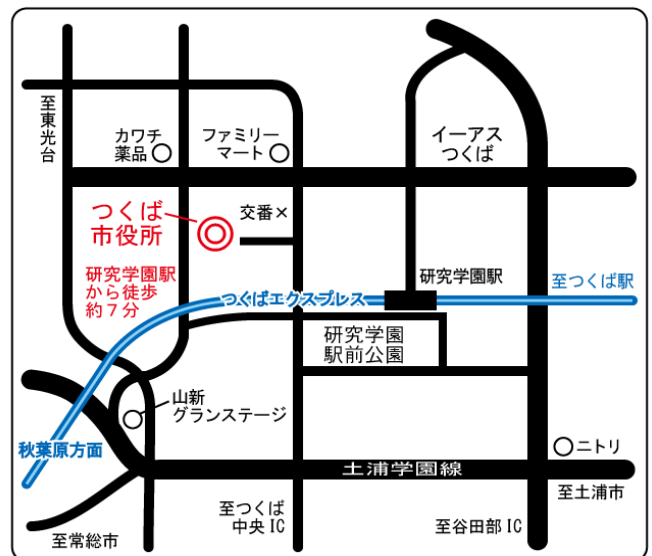 至東光台
カワチ
薬品
ファミリー
マート
イーアス
つくば
つくば
市役所
交番×
研究学園駅
から徒歩
約7分
つくばエクスプレス
研究学園駅
至つくば駅
研究学園
駅前公園
山新
グランステージ
秋葉原方面
ニトリ
土浦学園線
至土浦市
至つくば
中央IC
至谷田部IC
至常総市